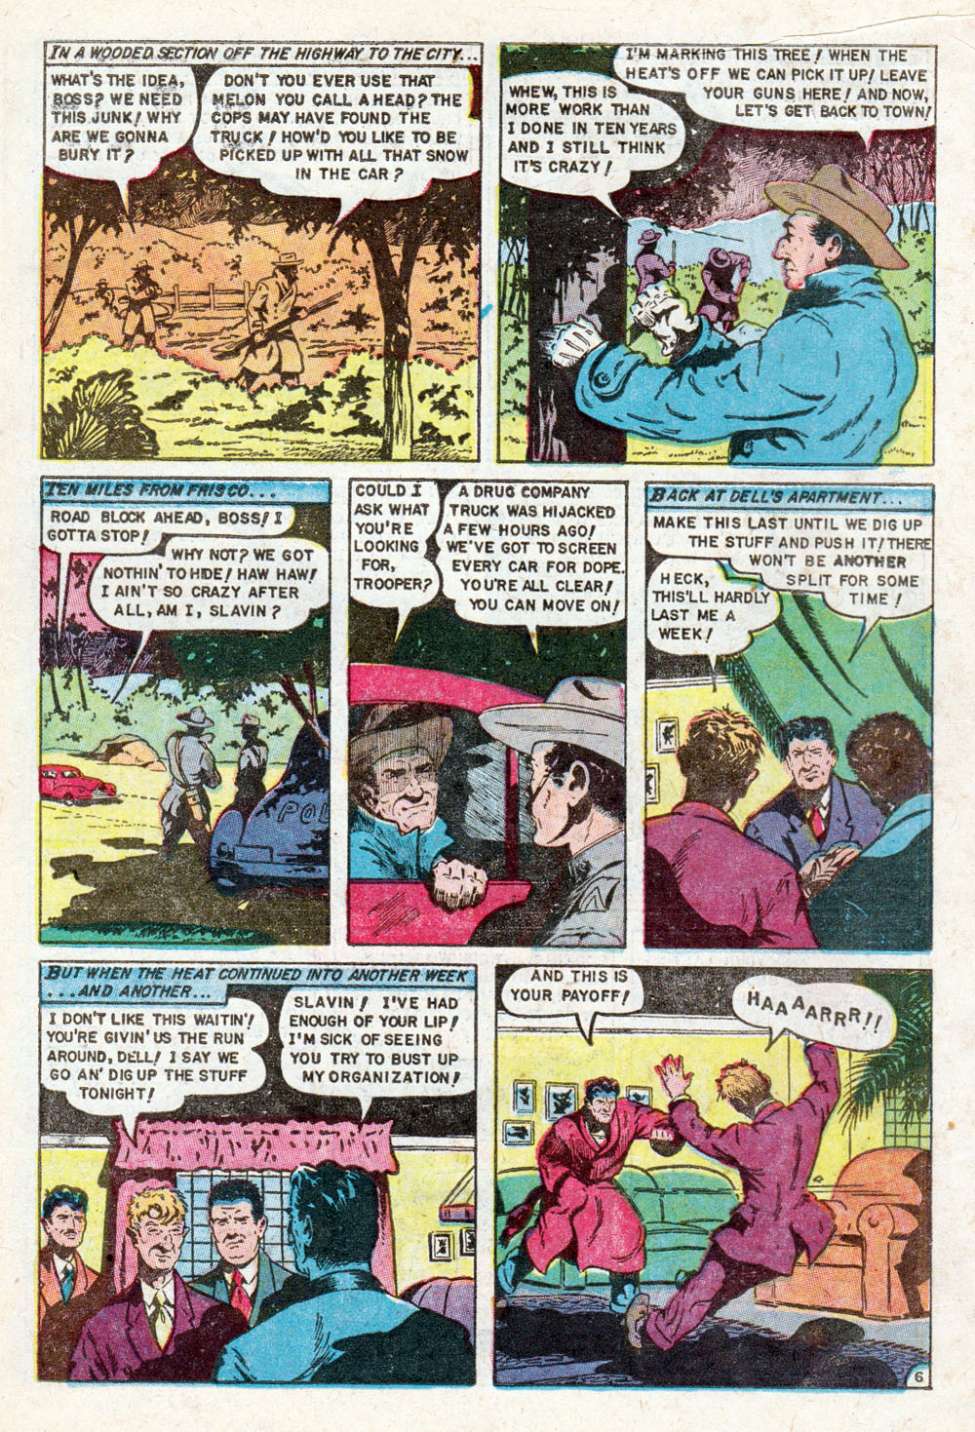 IN A WOODED SECTION OFF THE HIGHWAY TO THE CITY...
WHAT'S THE IDEA,
BOSS? WE NEED
THIS JUNK! WHY
ARE WE GONNA
BURY IT?
DON'T YOU EVER USE THAT
MELON YOU CALL A HEAD? THE
COPS MAY HAVE FOUND THE
TRUCK! HOW'D YOU LIKE TO BE
PICKED UP WITH ALL THAT SNOW
IN THE CAR?
WHEW, THIS IS
MORE WORK THAN
I DONE IN TEN YEARS
AND I STILL THINK
IT'S CRAZY!
I'M MARKING THIS TREE! WHEN THE
HEAT'S OFF WE CAN PICK IT UP! LEAVE
YOUR GUNS HERE! AND NOW,
LET'S GET BACK TO TOWN!
TEN MILES FROM FRISCO...
ROAD BLOCK AHEAD, BOSS! I
GOTTA STOP!
WHY NOT? WE GOT
NOTHIN' TO HIDE! HAW HAW!
I AIN'T SO CRAZY AFTER
ALL, AM I, SLAVIN?
POL
COULD I
ASK WHAT
YOU'RE
LOOKING
FOR,
TROOPER?
A DRUG COMPANY
TRUCK WAS HIJACKED
A FEW HOURS AGO!
WE'VE GOT TO SCREEN
EVERY CAR FOR DOPE.
YOU'RE ALL CLEAR!
YOU CAN MOVE ON!
BACK AT DELL'S APARTMENT...
MAKE THIS LAST UNTIL WE DIG UP
THE STUFF AND PUSH IT! THERE
WON'T BE ANOTHER
SPLIT FOR SOME
TIME!
HECK,
THIS'LL HARDLY
LAST ME A
WEEK!
BUT WHEN THE HEAT CONTINUED INTO ANOTHER WEEK
...AND ANOTHER...
I DON'T LIKE THIS WAITIN'!
YOU'RE GIVIN' US THE RUN
AROUND, DELL! I SAY WE
GO AN' DIG UP THE STUFF
TONIGHT!
SLAVIN! I'VE HAD
ENOUGH OF YOUR LIP!
I'M SICK OF SEEING
YOU TRY TO BUST UP
MY ORGANIZATION!
AND THIS IS
YOUR PAYOFF!
HAAAARRR!!
6